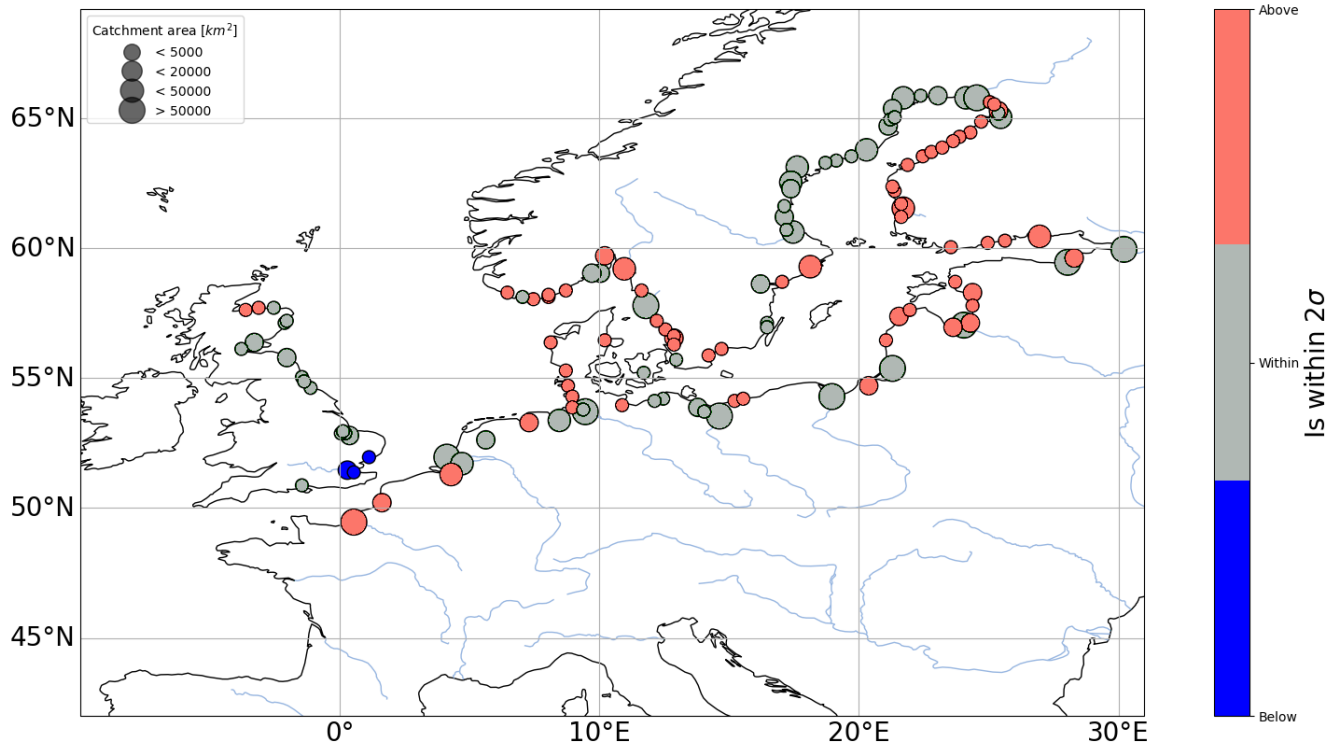 Catchment area [km²]
< 5000
< 20000
< 50000
> 50000
65°N
60°N
55°N
50°N
45°N
0°
10°E
20°E
30°E
Above
Within
Below
Is within 2σ